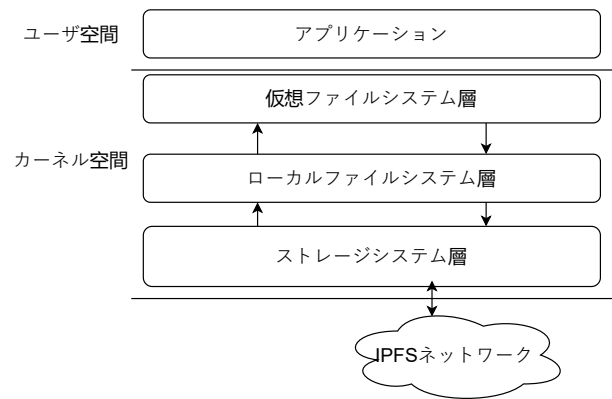 ユーザ空間
アプリケーション
仮想ファイルシステム層
カーネル空間
ローカルファイルシステム層
ストレージシステム層
IPFSネットワーク